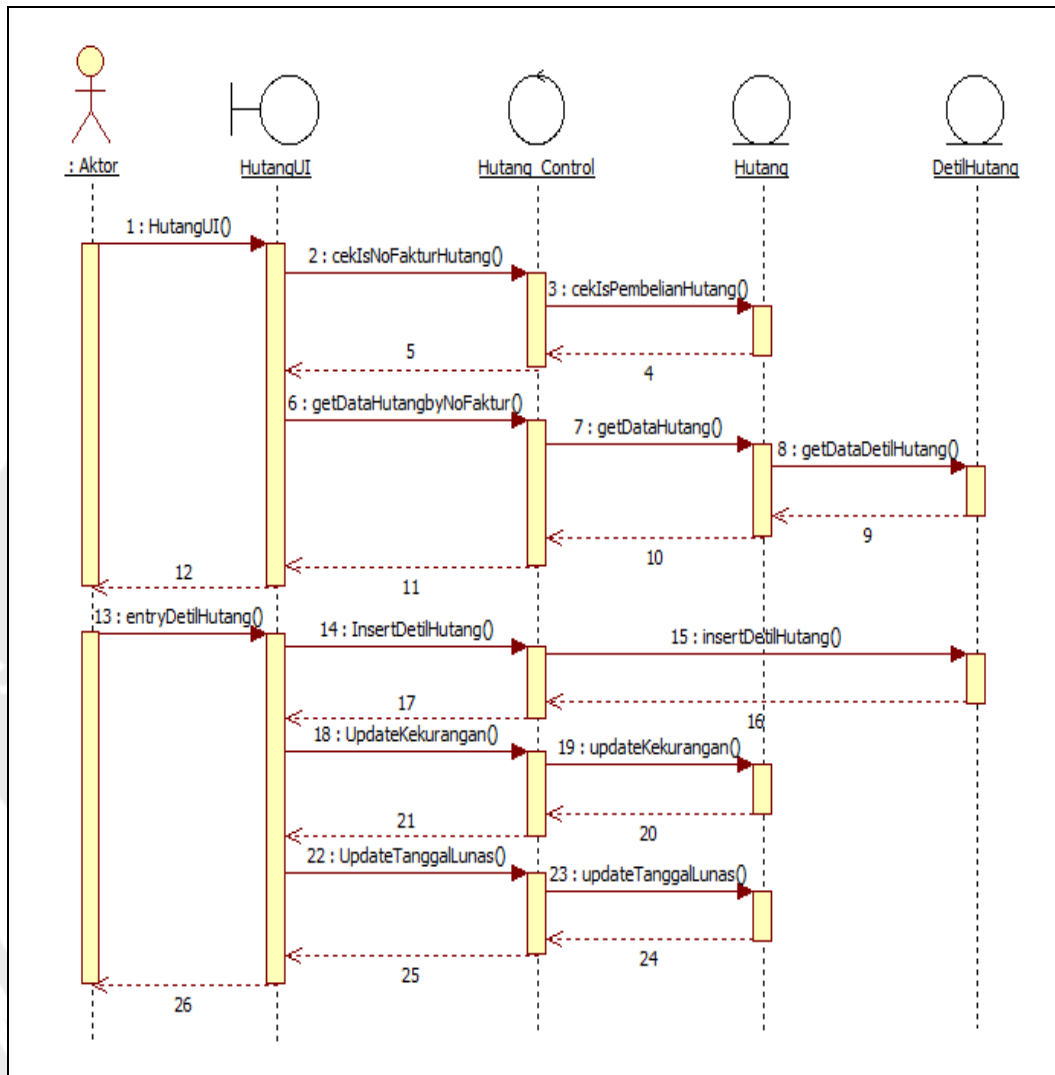 : Aktor
HutangUI
Hutang_Control
Hutang
DetilHutang
1 : HutangUI()
2 : cekIsNoFakturHutang()
3 : cekIsPembelianHutang()
4
5
6 : getDataHutangbyNoFaktur()
7 : getDataHutang()
8 : getDataDetilHutang()
9
10
11
12
13 : entryDetilHutang()
14 : InsertDetilHutang()
15 : insertDetilHutang()
16
17
18 : UpdateKekurangan()
19 : updateKekurangan()
20
21
22 : UpdateTanggalLunas()
23 : updateTanggalLunas()
24
25
26